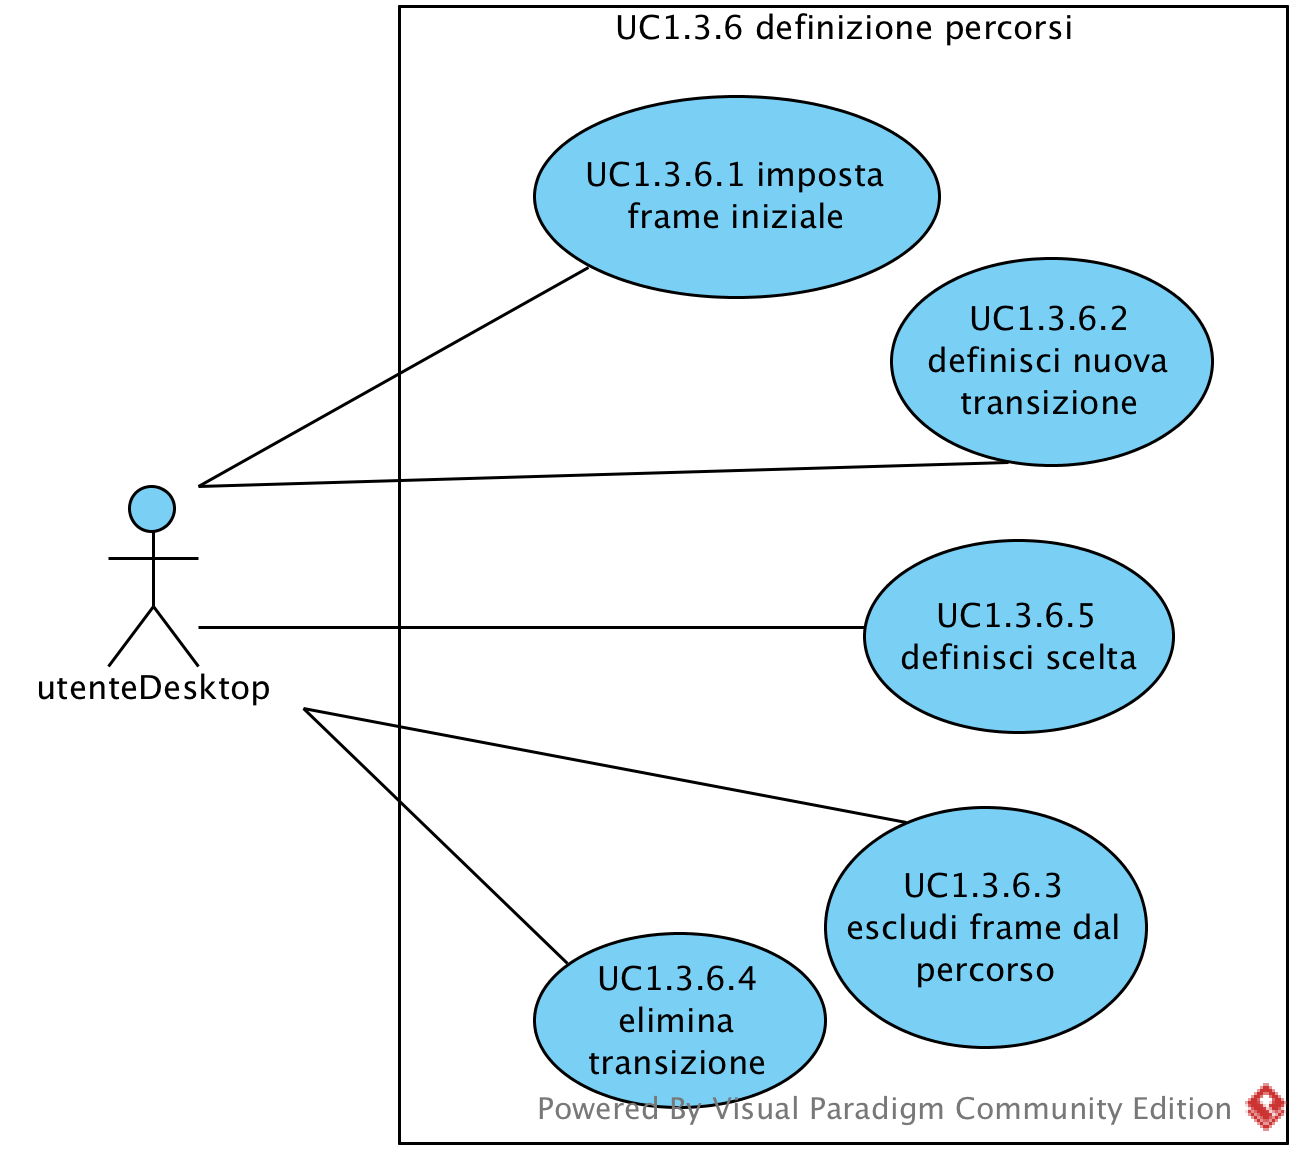 UC1.3.6 definizione percorsi
UC1.3.6.1 imposta
frame iniziale
UC1.3.6.2
definisci nuova
transizione
UC1.3.6.5
definisci scelta
utenteDesktop
UC1.3.6.3
escludi frame dal
percorso
UC1.3.6.4
elimina
transizione
Powered By Visual Paradigm Community Edition